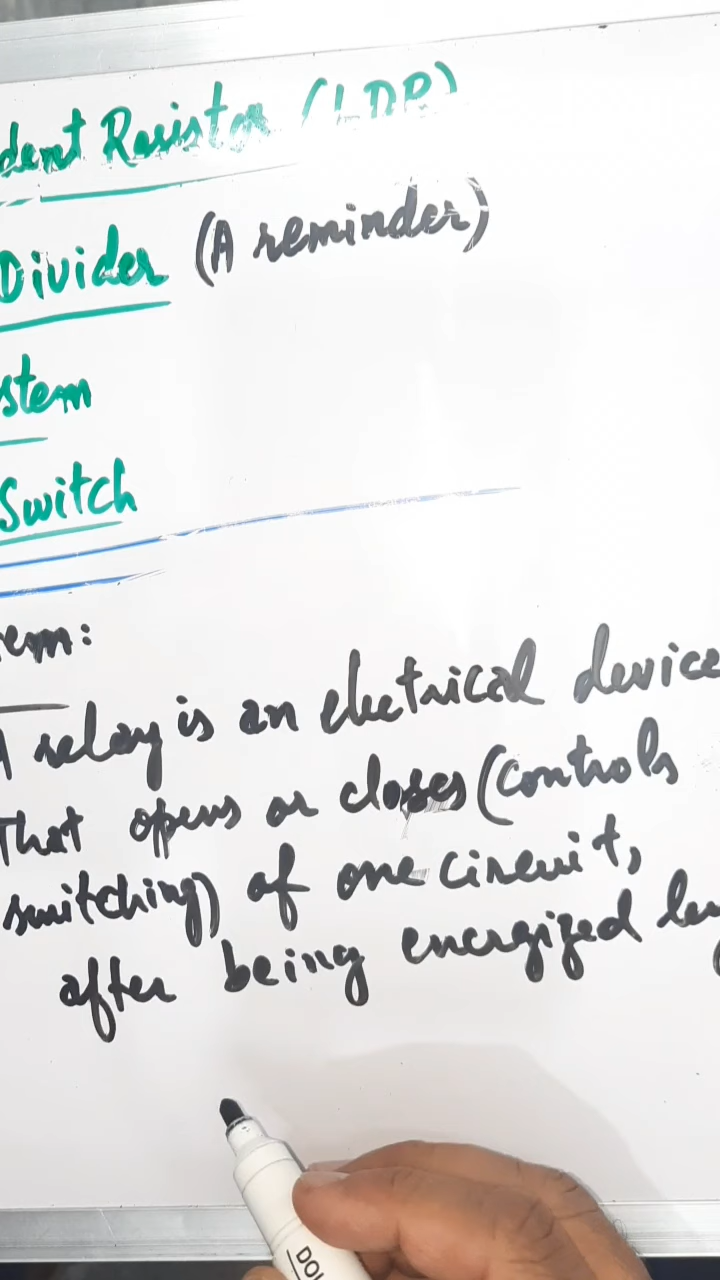 dent Resistor (LDR)
Divider (A reminder)
stem
Switch
em:
A relay is an electrical device
that opens or closes (controls
switching) of one circuit,
after being energized
DOL